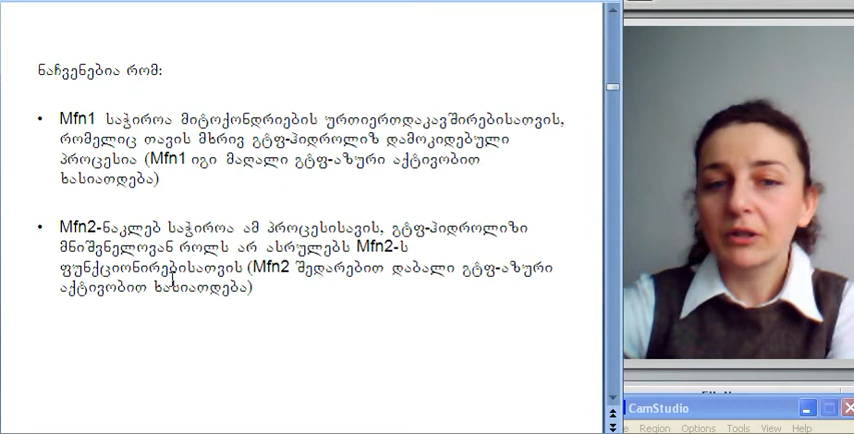 ნაჩვენებია რომ:
• Mfn1 საჭიროა მიტოქონდრიების ურთიერთდაკავშირებისათვის,
რომელიც თავის მხრივ გტფ-ჰიდროლიზ დამოკიდებული
პროცესია (Mfn1 იგი მაღალი გტფ-აზური აქტივობით
ხასიათდება)
• Mfn2-ნაკლებ საჭიროა ამ პროცესისავის, გტფ-ჰიდროლიზი
მნიშვნელოვან როლს არ ასრულებს Mfn2-ს
ფუნქციონირებისათვის (Mfn2 შედარებით დაბალი გტფ-აზური
აქტივობით ხასიათდება)
CamStudio
Region Options Tools View Help